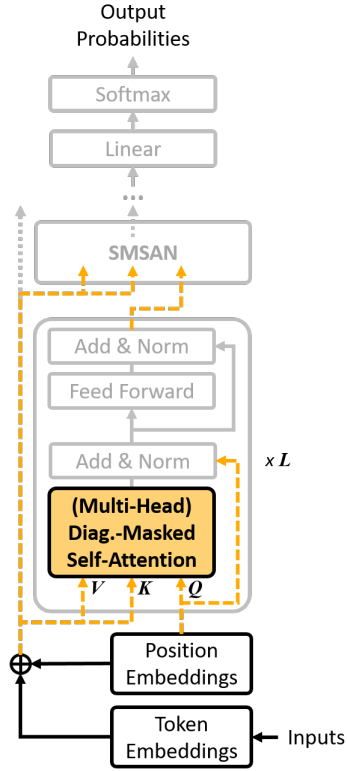 Output
Probabilities
Softmax
Linear
...
SMSAN
Add & Norm
Feed Forward
Add & Norm
x L
(Multi-Head)
Diag.-Masked
Self-Attention
V K Q
Position
Embeddings
Token
Embeddings
Inputs